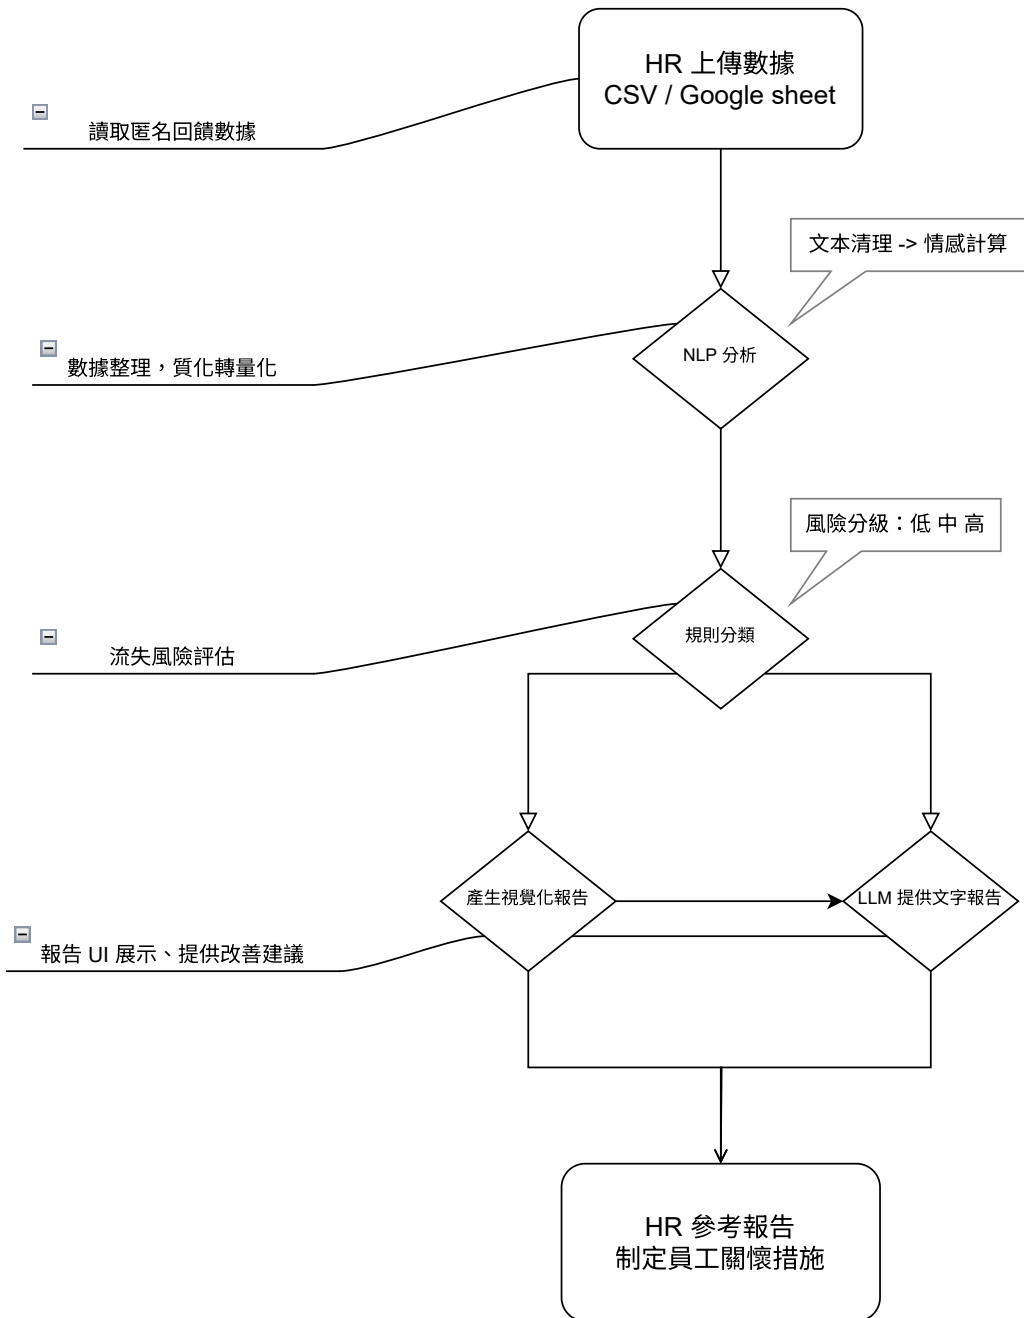 HR 上傳數據
CSV / Google sheet
讀取匿名回饋數據
文本清理 -> 情感計算
NLP 分析
數據整理，質化轉量化
風險分級：低 中 高
規則分類
流失風險評估
產生視覺化報告
LLM 提供文字報告
報告 UI 展示、提供改善建議
HR 參考報告
制定員工關懷措施